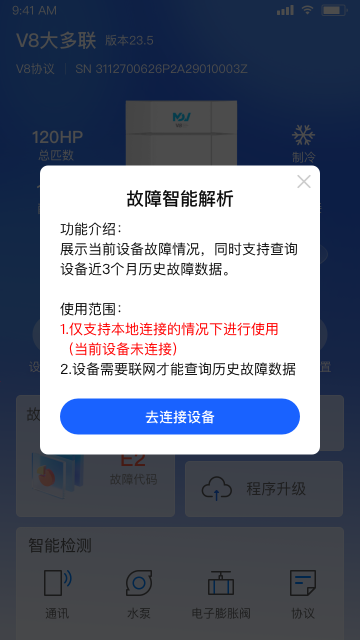 9:41 AM
V8大多联 版本23.5
V8协议 | SN 3112700626P2A29010003Z
MDV
120HP
总匹数
制冷
故障智能解析
功能介绍：
展示当前设备故障情况，同时支持查询
设备近3个月历史故障数据。
使用范围：
1.仅支持本地连接的情况下进行使用
（当前设备未连接）
2.设备需要联网才能查询历史故障数据
去连接设备
E2
故障代码
程序升级
智能检测
通讯
水泵
电子膨胀阀
协议